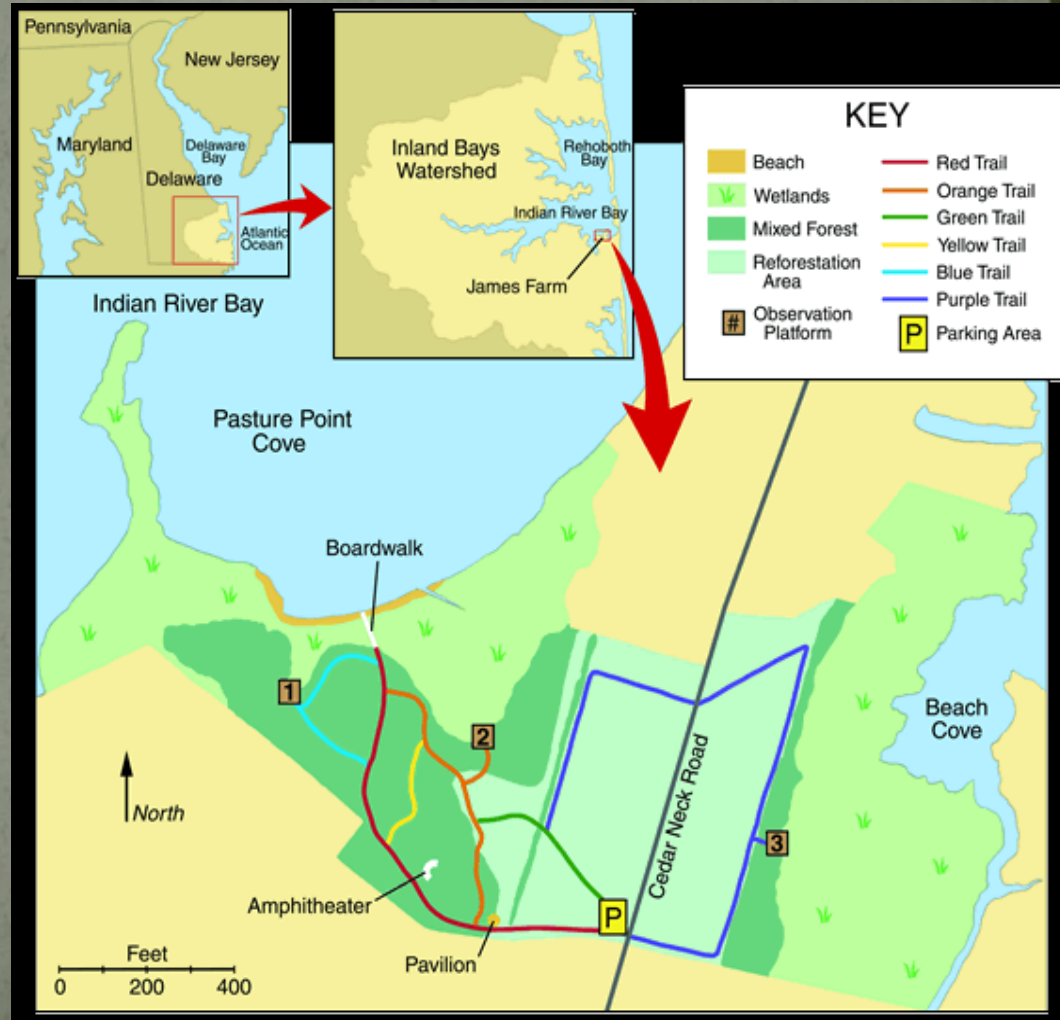 Pennsylvania
New Jersey
Maryland
Delaware
Bay
Delaware
Atlantic
Ocean
Inland Bays
Watershed
Rehoboth
Bay
Indian River Bay
James Farm
KEY
Beach
Wetlands
Mixed Forest
Reforestation
Area
# Observation
Platform
Red Trail
Orange Trail
Green Trail
Yellow Trail
Blue Trail
Purple Trail
P Parking Area
Indian River Bay
Pasture Point
Cove
Boardwalk
1
2
Beach
Cove
North
Cedar Neck Road
3
Amphitheater
P
Pavilion
Feet
0 200 400